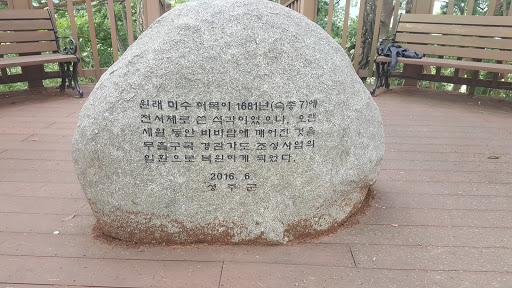 원래 미수 허목이 1681년(숙종7)에
전서체로 쓴 석각이었으나, 오랜
세월 동안 비바람에 깨어진 것을
무흘구곡 경관가도 조성사업의
일환으로 복원하게 되었다.
2016. 6.
성주군